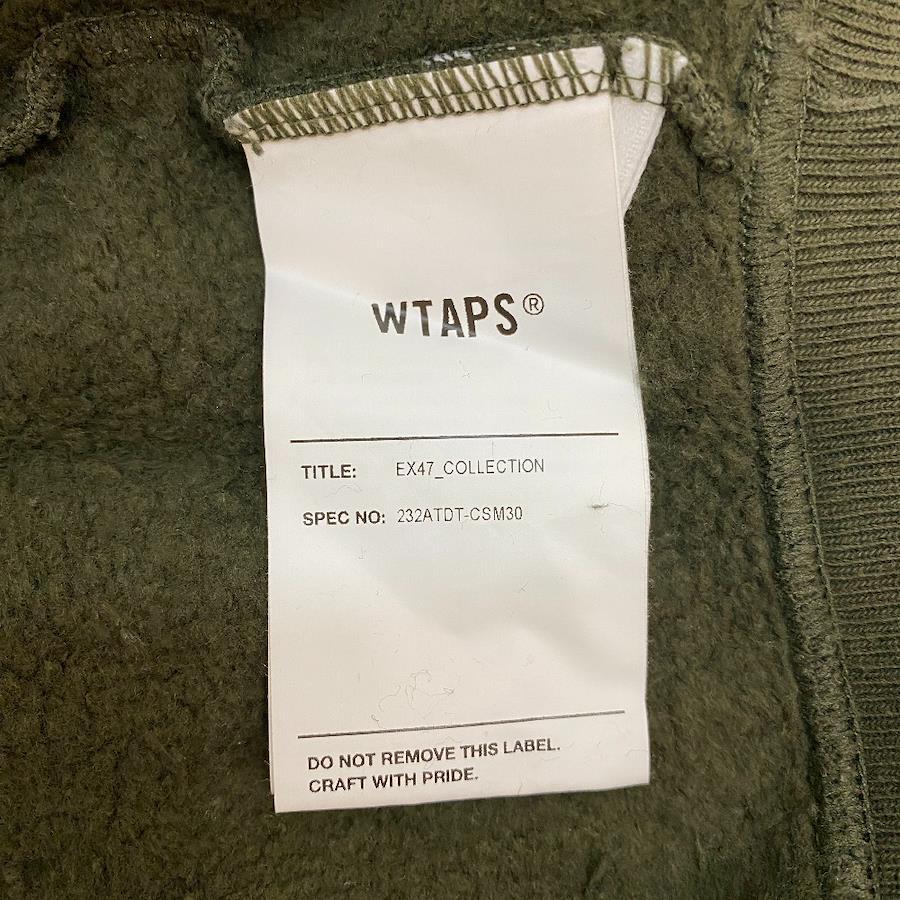 WTAPS®
TITLE: EX47_COLLECTION
SPEC NO: 232ATDT-CSM30
DO NOT REMOVE THIS LABEL.
CRAFT WITH PRIDE.